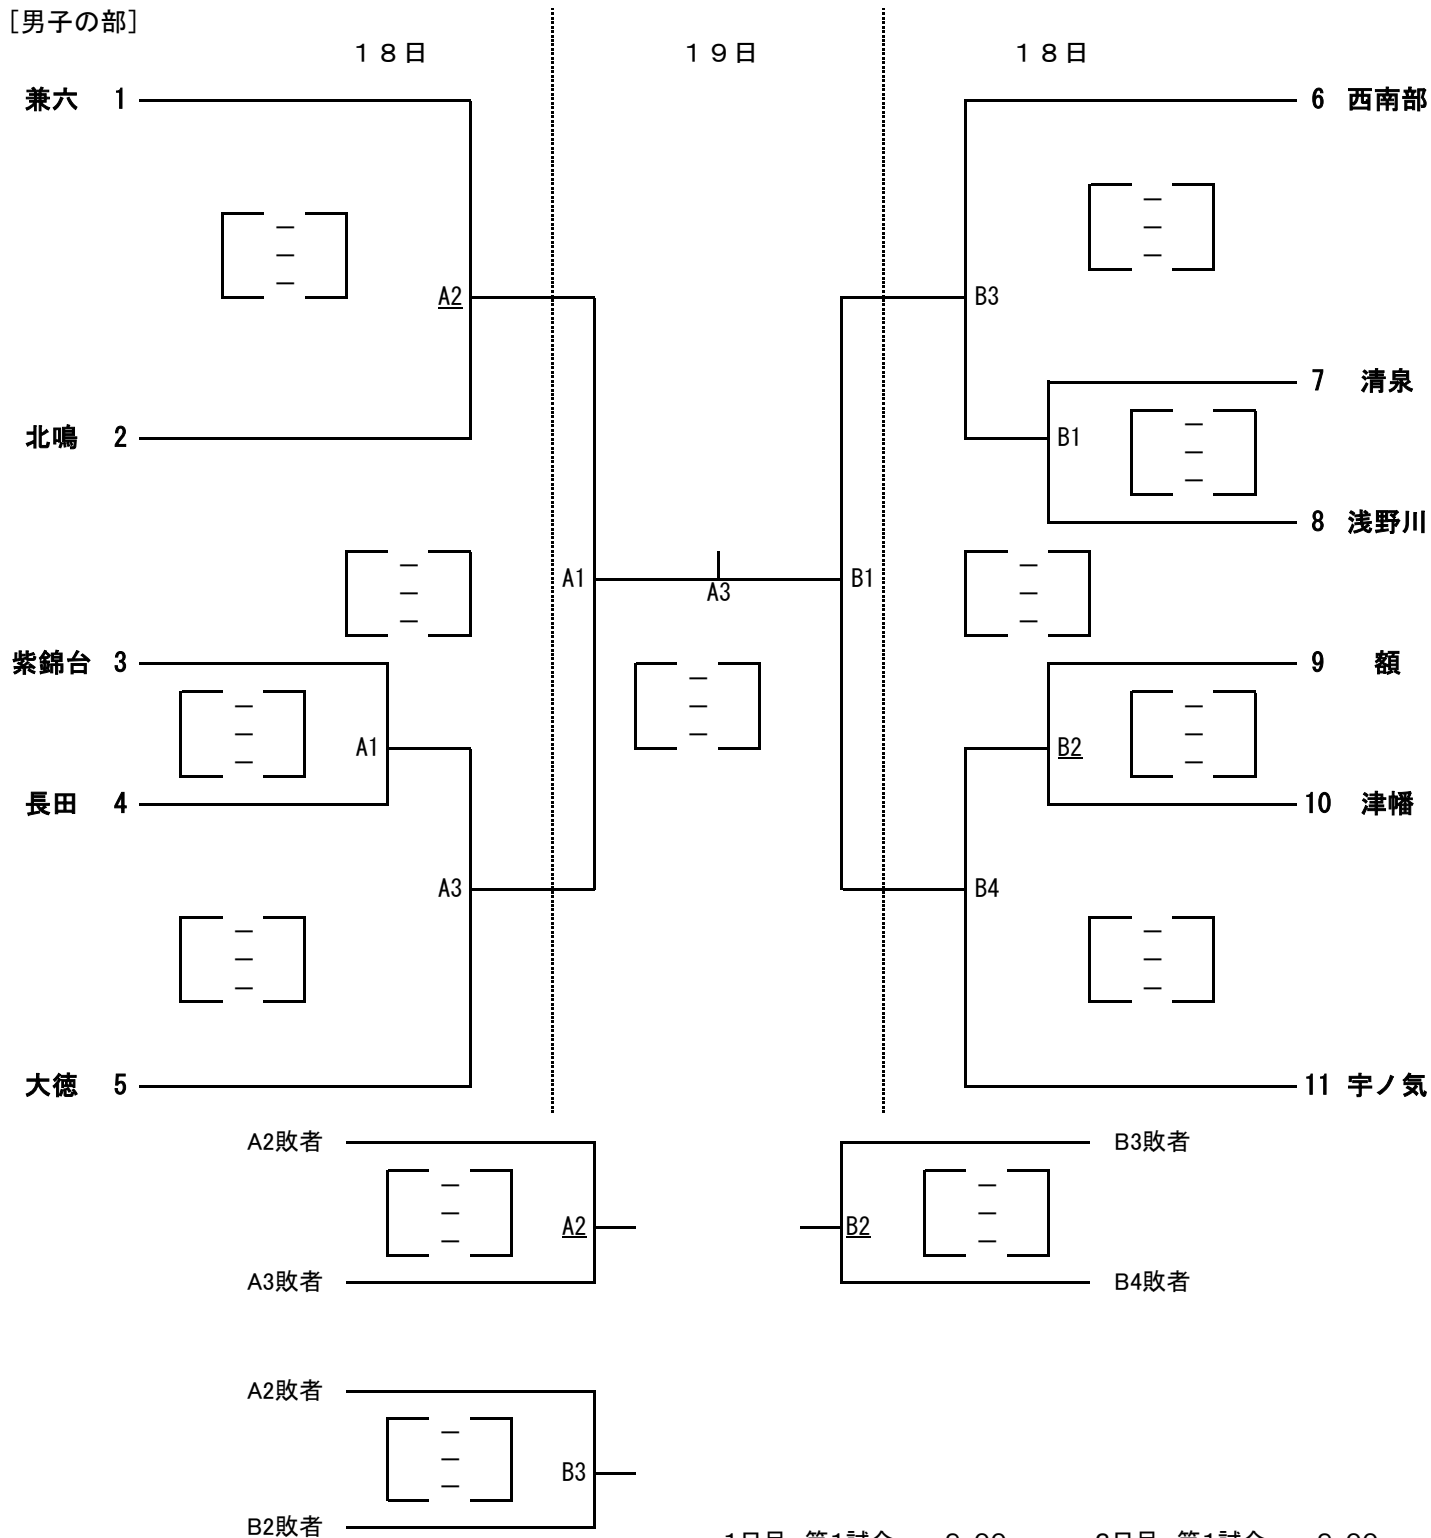 ［男子の部］
１８日 １９日 １８日
兼六 1 6 西南部
－ －
－ －
－ －
A2 B3
7 清泉
北鳴 2 B1 －
－
－
8 浅野川
－ －
－ A1 B1 －
－ A3 －
紫錦台 3 － 9 額
－ － －
－ A1 － B2 －
－ －
長田 4 10 津幡
A3 B4
－ －
－ －
－ －
大徳 5 11 宇ノ気
A2敗者 B3敗者
－ －
－ A2 B2 －
－ －
A3敗者 B4敗者
A2敗者
－
－ B3
－
B2敗者